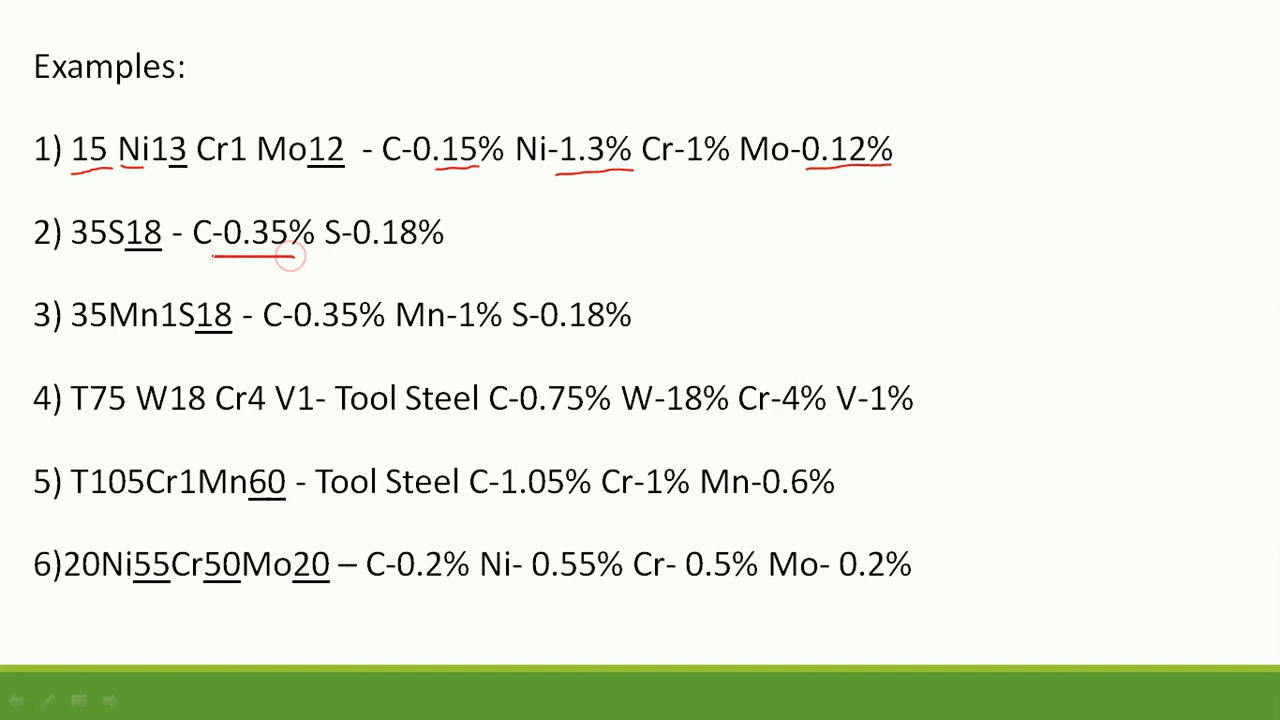 Examples:
1) 15 Ni13 Cr1 Mo12 - C-0.15% Ni-1.3% Cr-1% Mo-0.12%
2) 35S18 - C-0.35% S-0.18%
3) 35Mn1S18 - C-0.35% Mn-1% S-0.18%
4) T75 W18 Cr4 V1- Tool Steel C-0.75% W-18% Cr-4% V-1%
5) T105Cr1Mn60 - Tool Steel C-1.05% Cr-1% Mn-0.6%
6)20Ni55Cr50Mo20 – C-0.2% Ni- 0.55% Cr- 0.5% Mo- 0.2%